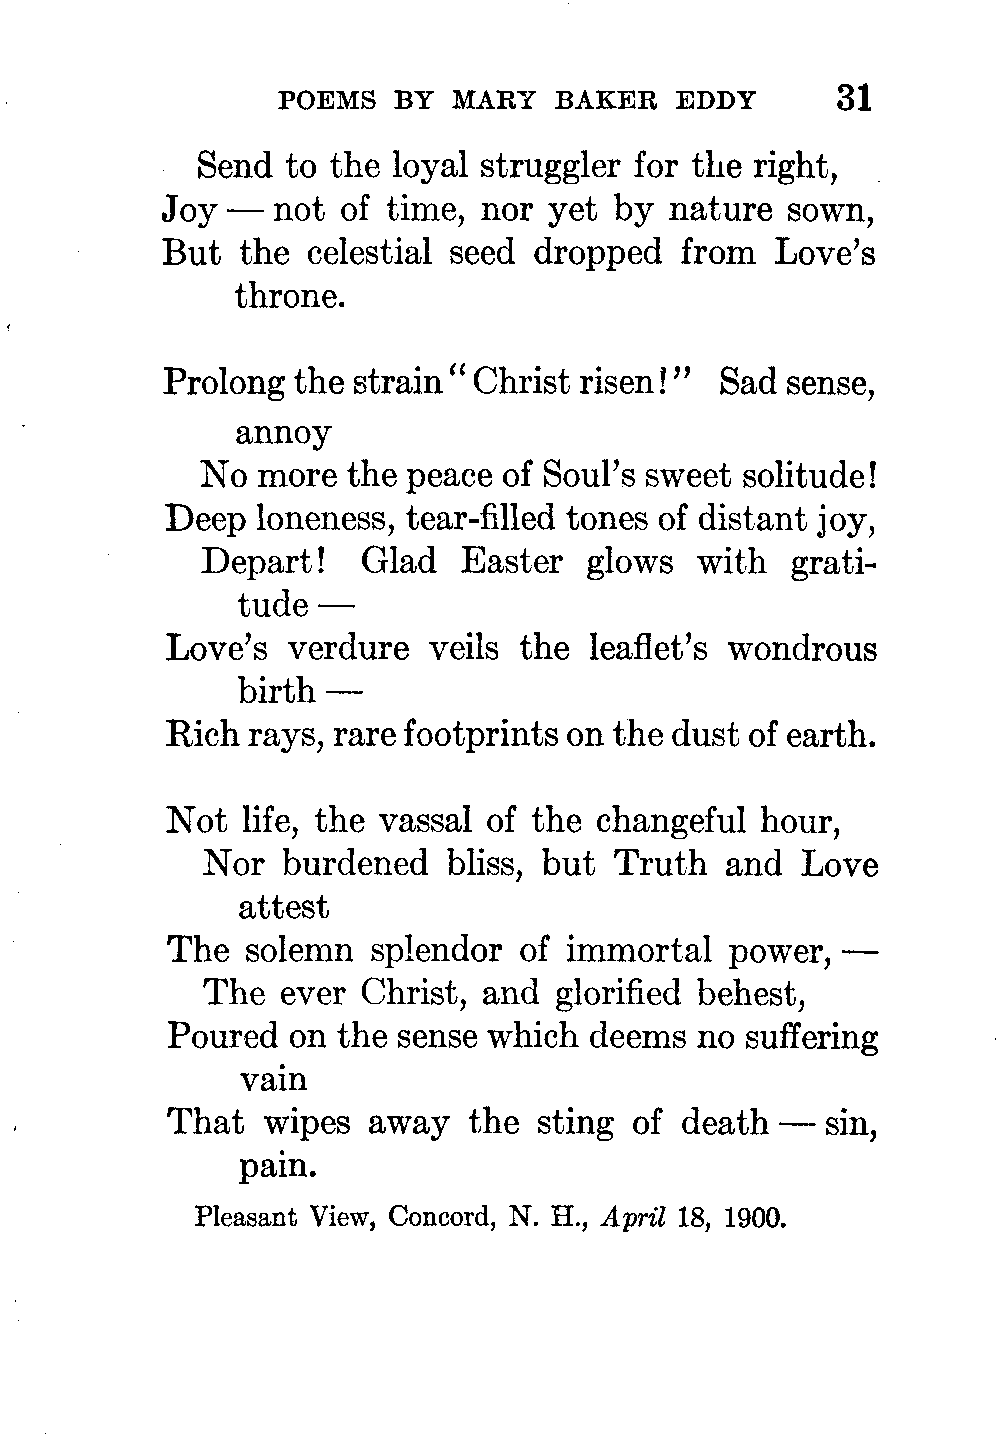 POEMS BY MARY BAKER EDDY 31
Send to the loyal struggler for the right,
Joy — not of time, nor yet by nature sown,
But the celestial seed dropped from Love's
throne.
Prolong the strain "Christ risen!" Sad sense,
annoy
No more the peace of Soul's sweet solitude!
Deep loneness, tear-filled tones of distant joy,
Depart! Glad Easter glows with grati-
tude —
Love's verdure veils the leaflet's wondrous
birth —
Rich rays, rare footprints on the dust of earth.
Not life, the vassal of the changeful hour,
Nor burdened bliss, but Truth and Love
attest
The solemn splendor of immortal power, —
The ever Christ, and glorified behest,
Poured on the sense which deems no suffering
vain
That wipes away the sting of death — sin,
pain.
Pleasant View, Concord, N. H., April 18, 1900.